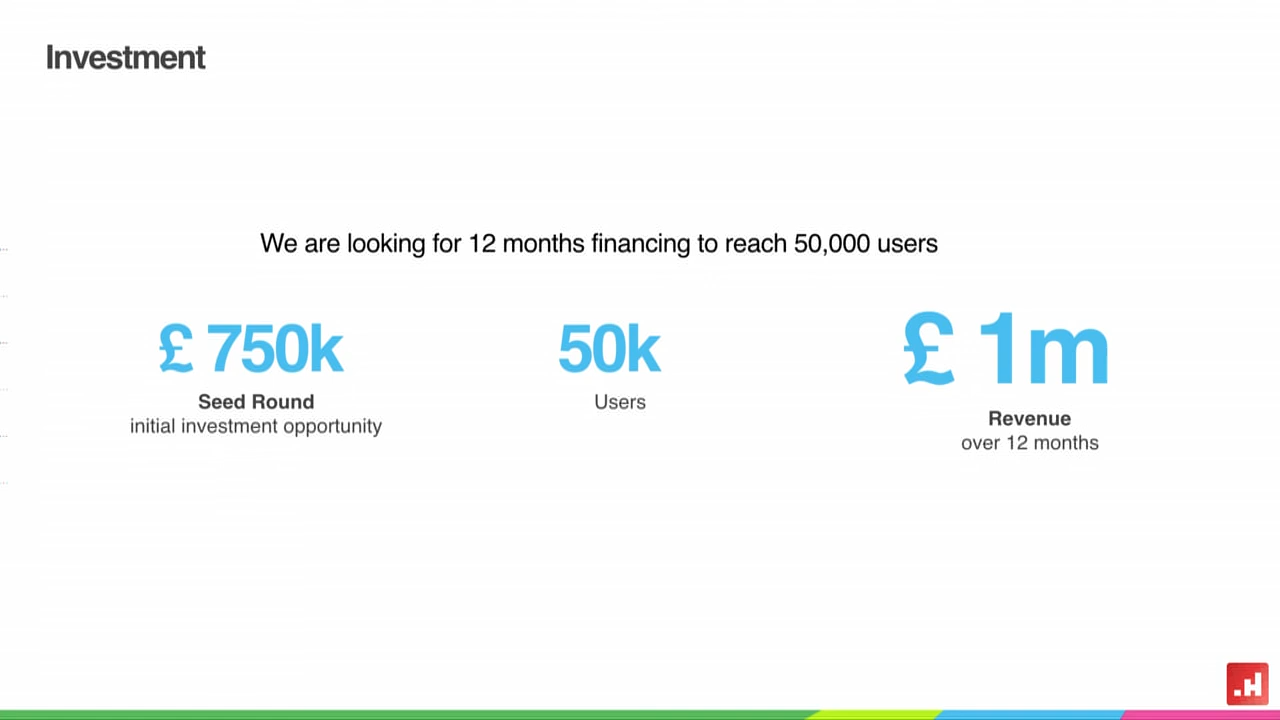 Investment
We are looking for 12 months financing to reach 50,000 users
£ 750k
Seed Round
initial investment opportunity
50k
Users
£ 1m
Revenue
over 12 months
.H